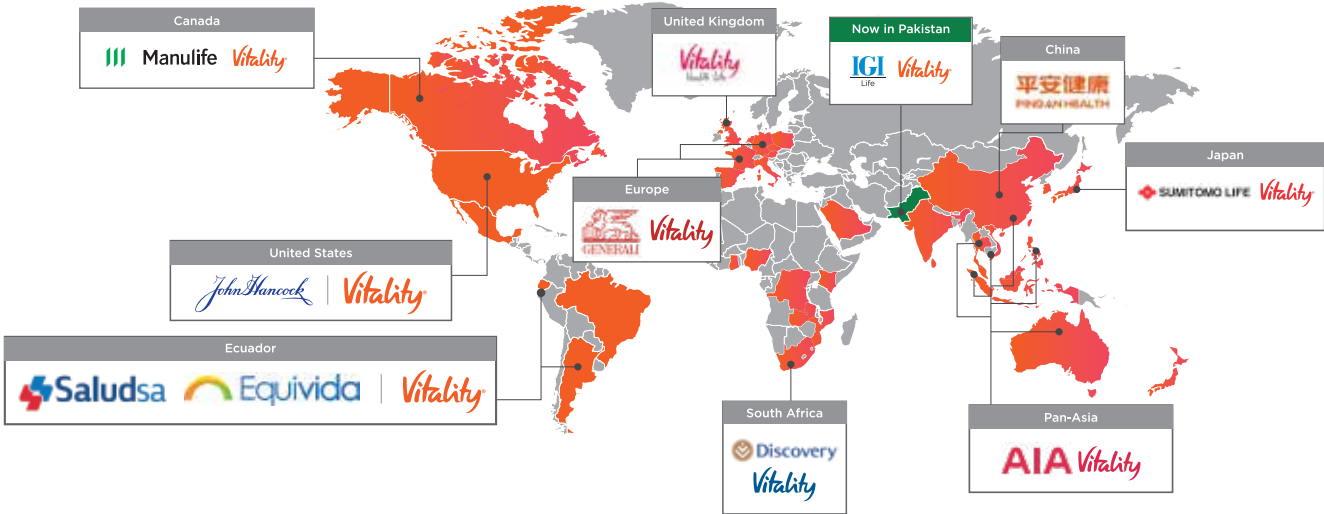 Canada
Manulife Vitality
United Kingdom
Vitality
Health Life
Now in Pakistan
IGI
Life
Vitality
China
平安健康
PING AN HEALTH
Japan
SUMITOMO LIFE Vitality
Europe
GENERALI
Vitality
United States
John Hancock Vitality
Ecuador
Saludsa Equivida Vitality
South Africa
Discovery
Vitality
Pan-Asia
AIA Vitality